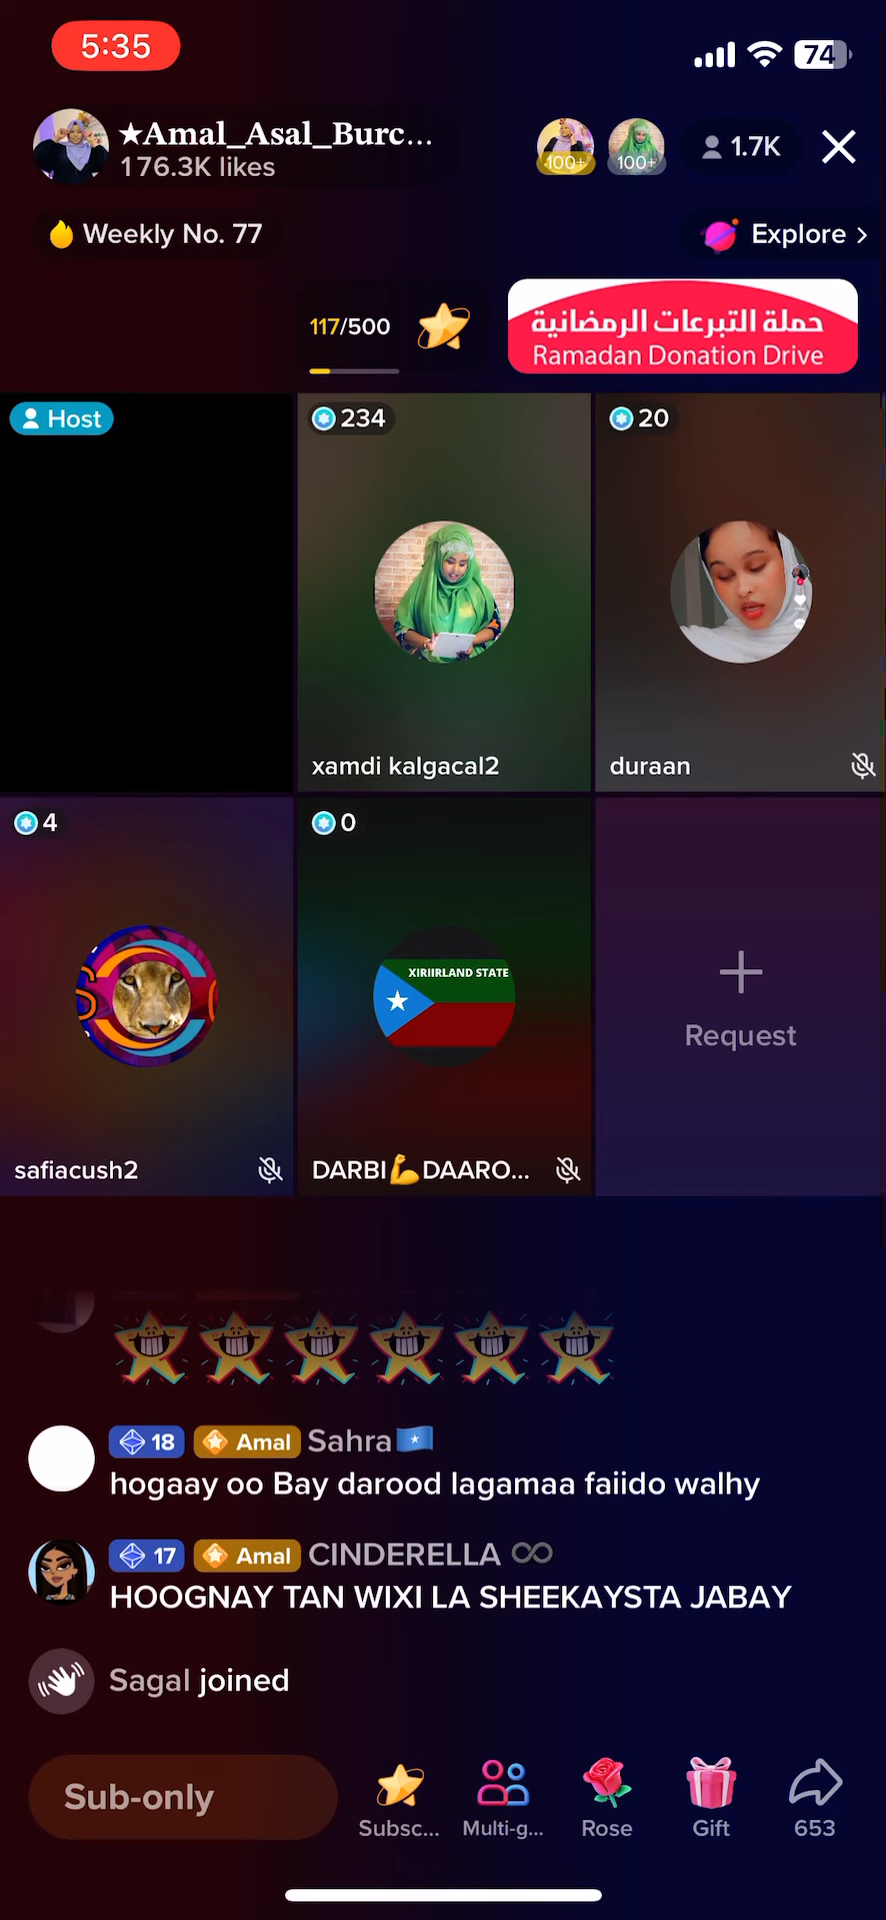 5:35
74
★Amal_Asal_Burc...
176.3K likes
100+
100+
1.7K
Weekly No. 77
Explore >
117/500
حملة التبرعات الرمضانية
Ramadan Donation Drive
Host
234
20
xamdi kalgacal2
duraan
4
0
XIRIIRLAND STATE
Request
safiacush2
DARBI💪DAARO...
18 Amal Sahra🇸🇴
hogaay oo Bay darood lagamaa faiido walhy
17 Amal CINDERELLA ♾
HOOGNAY TAN WIXI LA SHEEKAYSTA JABAY
Sagal joined
Sub-only
Subsc...
Multi-g...
Rose
Gift
653